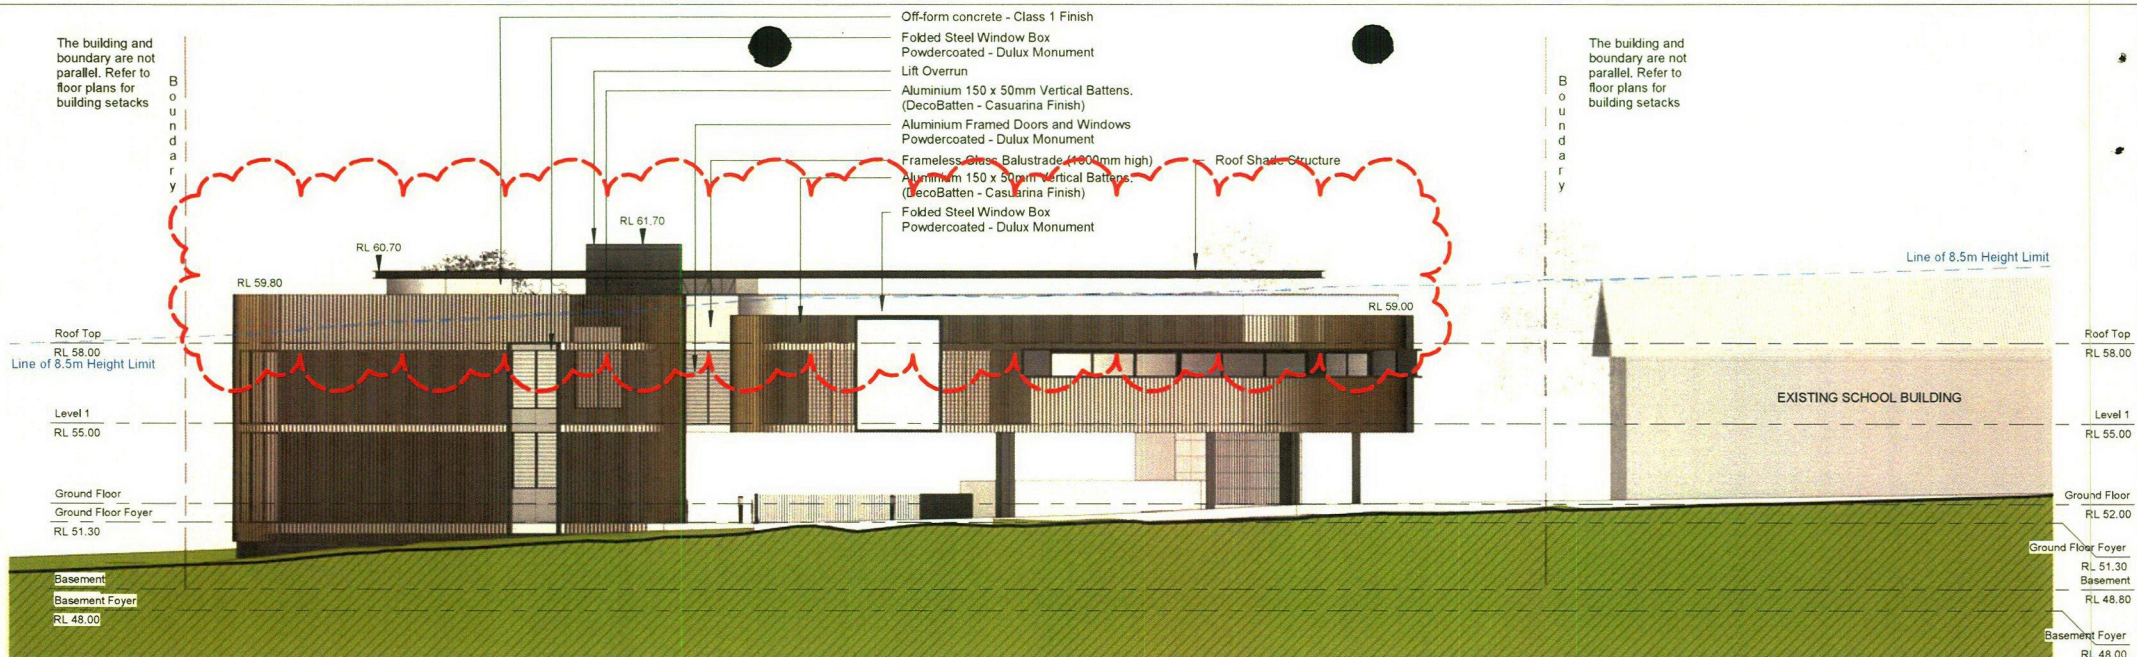 The building and
boundary are not
parallel. Refer to
floor plans for
building setacks
Boundary
Off-form concrete - Class 1 Finish
Folded Steel Window Box
Powdercoated - Dulux Monument
Lift Overrun
Aluminium 150 x 50mm Vertical Battens.
(DecoBatten - Casuarina Finish)
Aluminium Framed Doors and Windows
Powdercoated - Dulux Monument
Frameless Glass Balustrade (1000mm high)
Aluminium 150 x 50mm Vertical Battens.
(DecoBatten - Casuarina Finish)
Folded Steel Window Box
Powdercoated - Dulux Monument
Roof Shade Structure
Boundary
The building and
boundary are not
parallel. Refer to
floor plans for
building setacks
RL 61.70
RL 60.70
RL 59.80
RL 59.00
Line of 8.5m Height Limit
Roof Top
RL 58.00
Line of 8.5m Height Limit
Level 1
RL 55.00
Ground Floor
Ground Floor Foyer
RL 51.30
Basement
Basement Foyer
RL 48.00
EXISTING SCHOOL BUILDING
Roof Top
RL 58.00
Level 1
RL 55.00
Ground Floor
RL 52.00
Ground Floor Foyer
RL 51.30
Basement
RL 48.80
Basement Foyer
RL 48.00